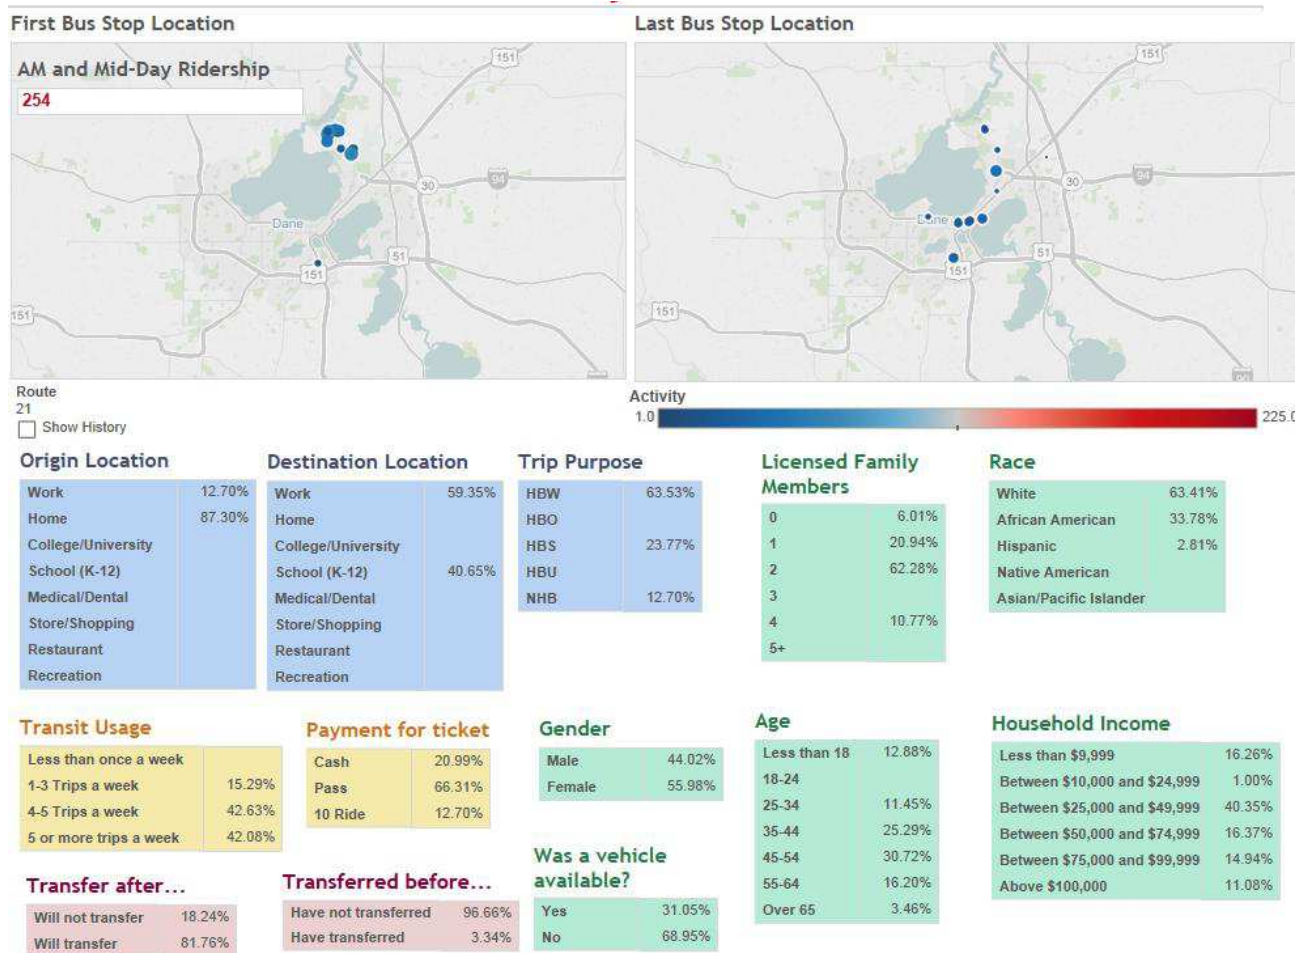 First Bus Stop Location
Last Bus Stop Location
AM and Mid-Day Ridership
254
151
30
94
Dane
51
151
151
151
30
94
Dane
51
151
151
94
Route
21
Show History
Activity
1.0
225.0
Origin Location
Work 12.70%
Home 87.30%
College/University
School (K-12)
Medical/Dental
Store/Shopping
Restaurant
Recreation
Destination Location
Work 59.35%
Home
College/University
School (K-12) 40.65%
Medical/Dental
Store/Shopping
Restaurant
Recreation
Trip Purpose
HBW 63.53%
HBO
HBS 23.77%
HBU
NHB 12.70%
Licensed Family
Members
0 6.01%
1 20.94%
2 62.28%
3
4 10.77%
5+
Race
White 63.41%
African American 33.78%
Hispanic 2.81%
Native American
Asian/Pacific Islander
Transit Usage
Less than once a week
1-3 Trips a week 15.29%
4-5 Trips a week 42.63%
5 or more trips a week 42.08%
Payment for ticket
Cash 20.99%
Pass 66.31%
10 Ride 12.70%
Gender
Male 44.02%
Female 55.98%
Age
Less than 18 12.88%
18-24
25-34 11.45%
35-44 25.29%
45-54 30.72%
55-64 16.20%
Over 65 3.46%
Household Income
Less than $9,999 16.26%
Between $10,000 and $24,999 1.00%
Between $25,000 and $49,999 40.35%
Between $50,000 and $74,999 16.37%
Between $75,000 and $99,999 14.94%
Above $100,000 11.08%
Transfer after...
Will not transfer 18.24%
Will transfer 81.76%
Transferred before...
Have not transferred 96.66%
Have transferred 3.34%
Was a vehicle
available?
Yes 31.05%
No 68.95%